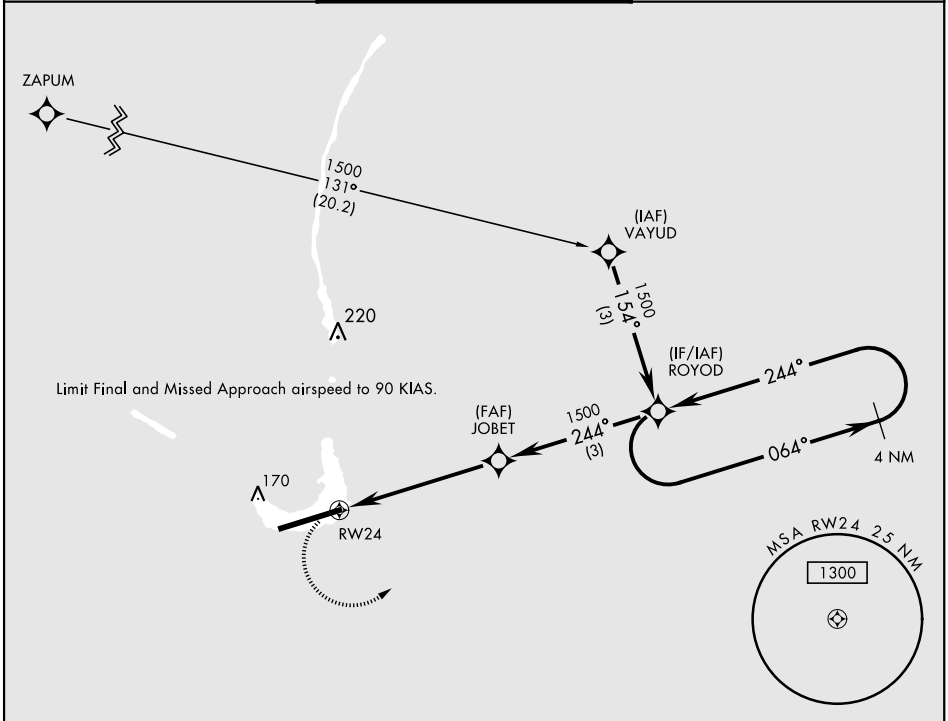 ZAPUM
1500
131°
(20.2)
(IAF)
VAYUD
1500
154°
(3)
220
(IF/IAF)
ROYOD
244°
Limit Final and Missed Approach airspeed to 90 KIAS.
(FAF)
JOBET
1500
244°
(3)
064°
4 NM
170
RW24
MSA RW24 25 NM
1300